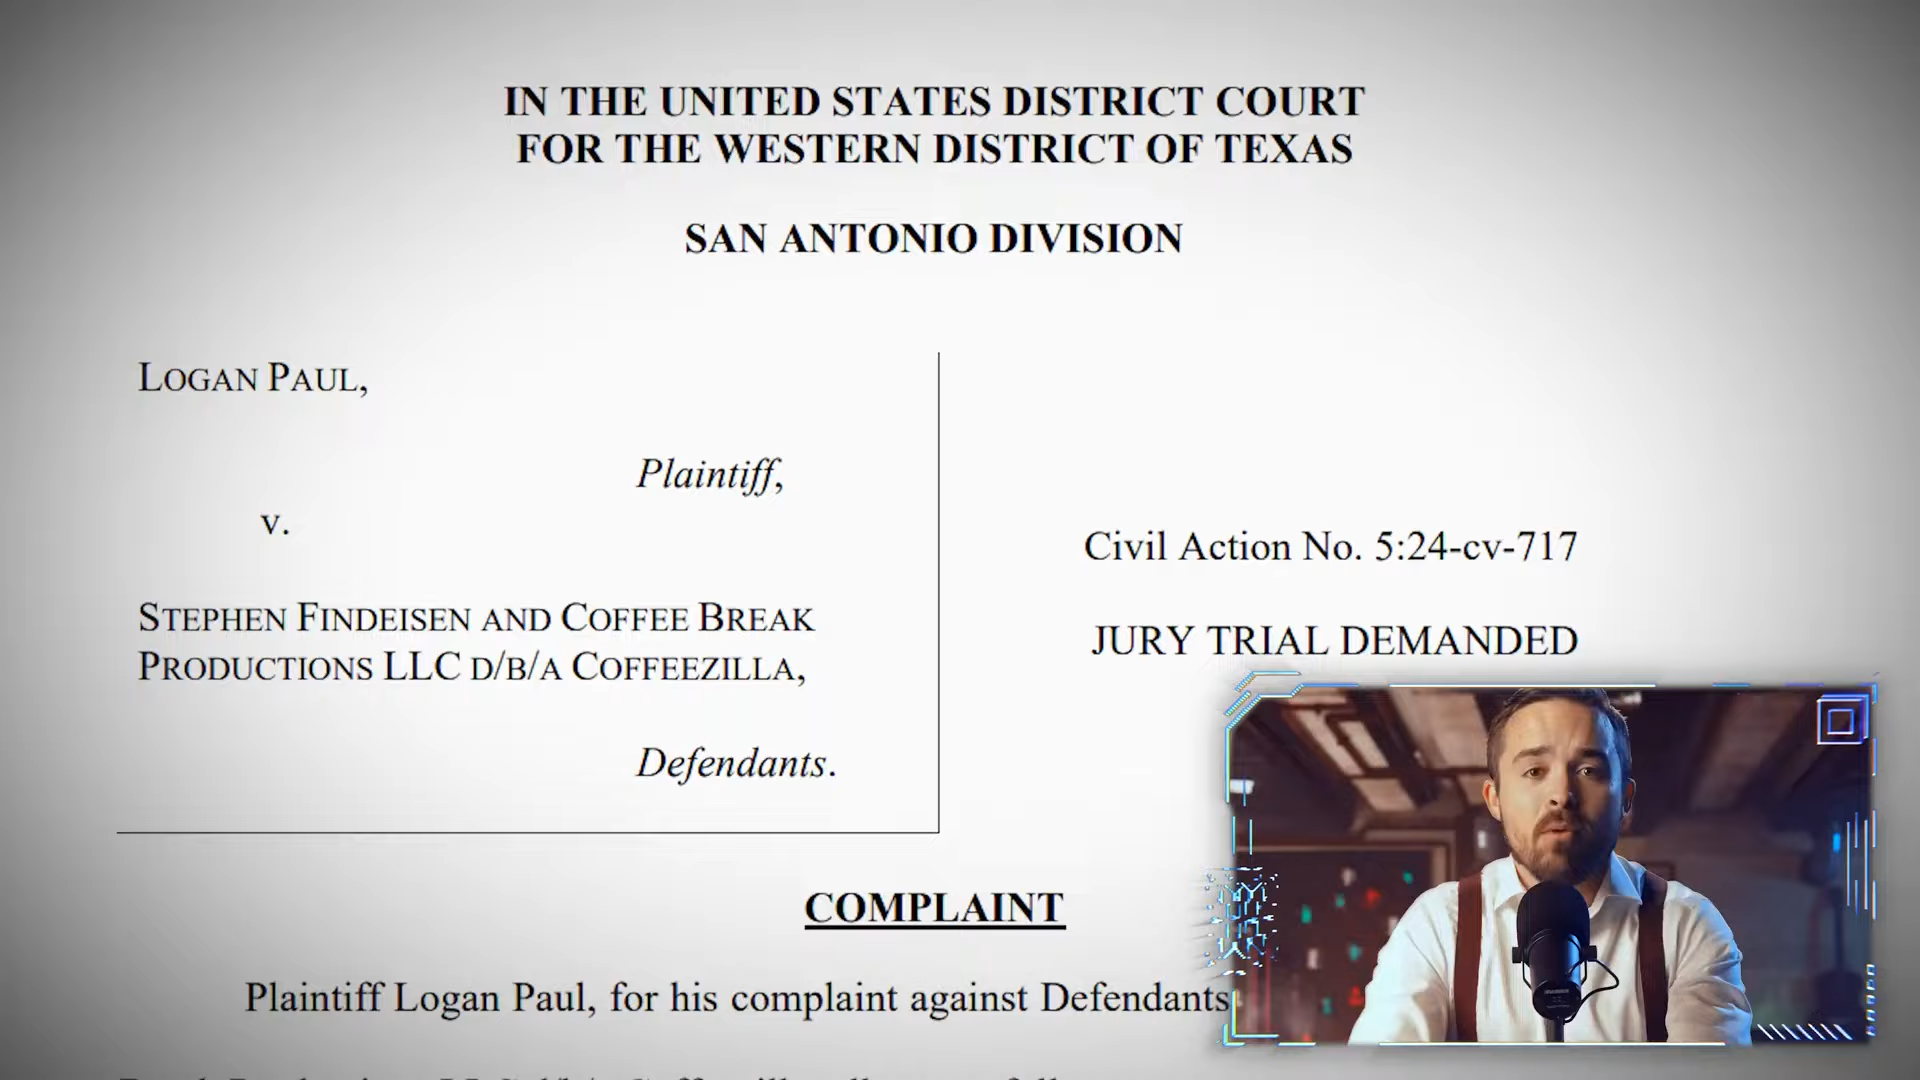 IN THE UNITED STATES DISTRICT COURT
FOR THE WESTERN DISTRICT OF TEXAS
SAN ANTONIO DIVISION
LOGAN PAUL,
Plaintiff,
v.
STEPHEN FINDEISEN AND COFFEE BREAK
PRODUCTIONS LLC D/B/A COFFEEZILLA,
Defendants.
Civil Action No. 5:24-cv-717
JURY TRIAL DEMANDED
COMPLAINT
Plaintiff Logan Paul, for his complaint against Defendants